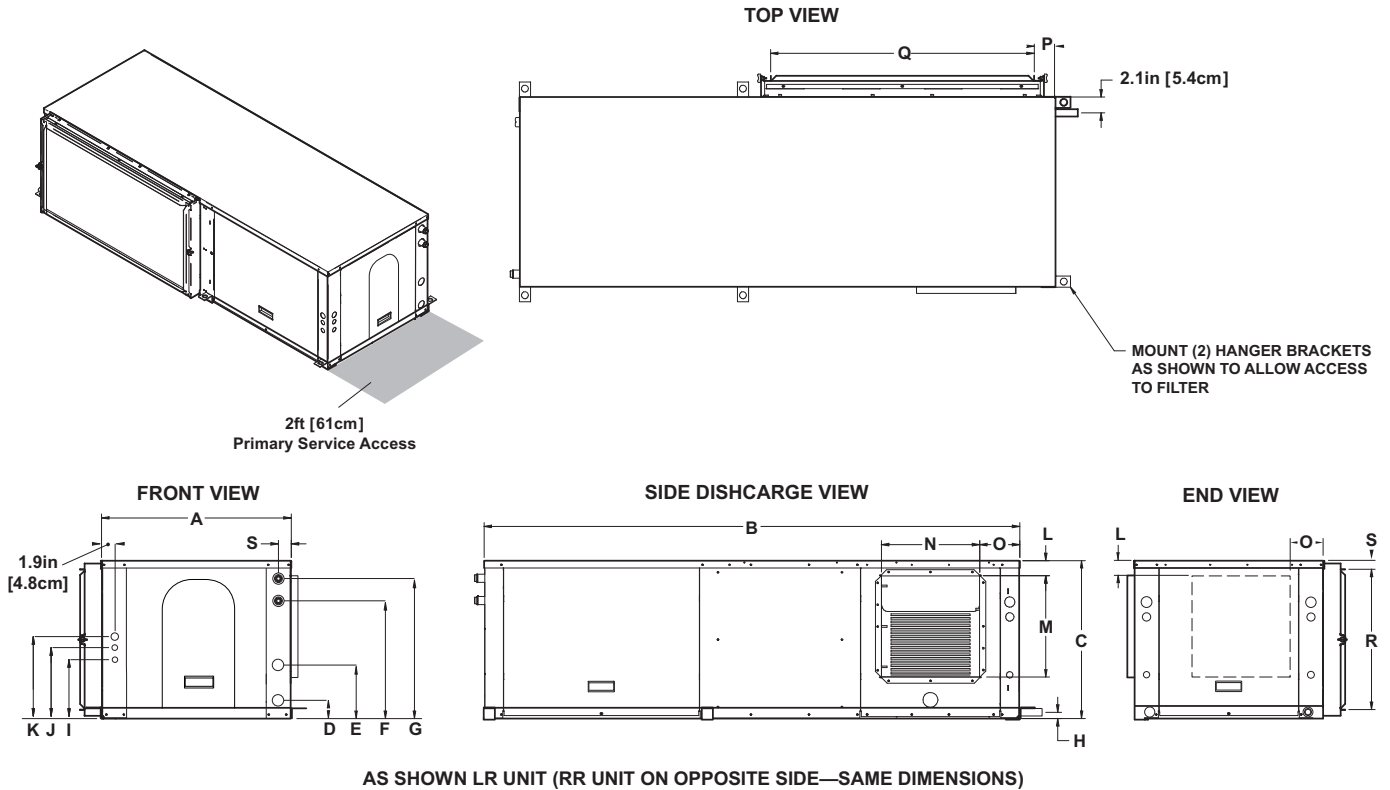 TOP VIEW
Q
P
2.1in [5.4cm]
MOUNT (2) HANGER BRACKETS
AS SHOWN TO ALLOW ACCESS
TO FILTER
2ft [61cm]
Primary Service Access
FRONT VIEW
A
S
1.9in
[4.8cm]
K
J
I
D
E
F
G
SIDE DISHCARGE VIEW
B
L
N
O
M
C
H
END VIEW
L
O
S
R
AS SHOWN LR UNIT (RR UNIT ON OPPOSITE SIDE—SAME DIMENSIONS)